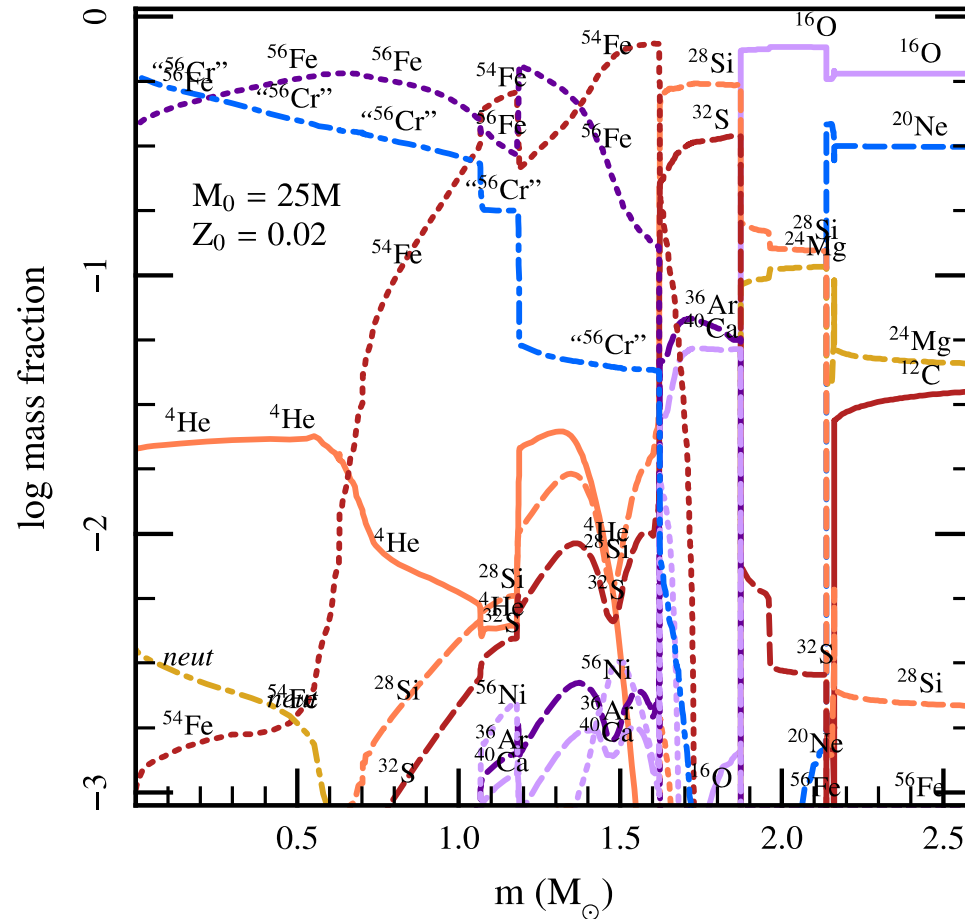 0
−1
−2
−3
log mass fraction
0.5
1.0
1.5
2.0
2.5
m (M⊙)
M₀ = 25M
Z₀ = 0.02
“⁵⁶Cr”
⁵⁶Fe
⁵⁶Fe
“⁵⁶Cr”
⁵⁶Fe
“⁵⁶Cr”
⁵⁴Fe
⁵⁶Fe
“⁵⁶Cr”
⁵⁴Fe
⁵⁴Fe
⁵⁶Fe
“⁵⁶Cr”
²⁸Si
³²S
¹⁶O
¹⁶O
²⁰Ne
²⁸Si
²⁴Mg
³⁶Ar
⁴⁰Ca
²⁴Mg
¹²C
⁴He
⁴He
⁴He
²⁸Si
⁴He
³²S
⁴He
²⁸Si
³²S
neut
⁵⁴Fe
neut
⁵⁴Fe
²⁸Si
³²S
⁵⁶Ni
³⁶Ar
⁴⁰Ca
⁵⁶Ni
³⁶Ar
⁴⁰Ca
¹⁶O
³²S
²⁸Si
²⁰Ne
⁵⁶Fe
⁵⁶Fe